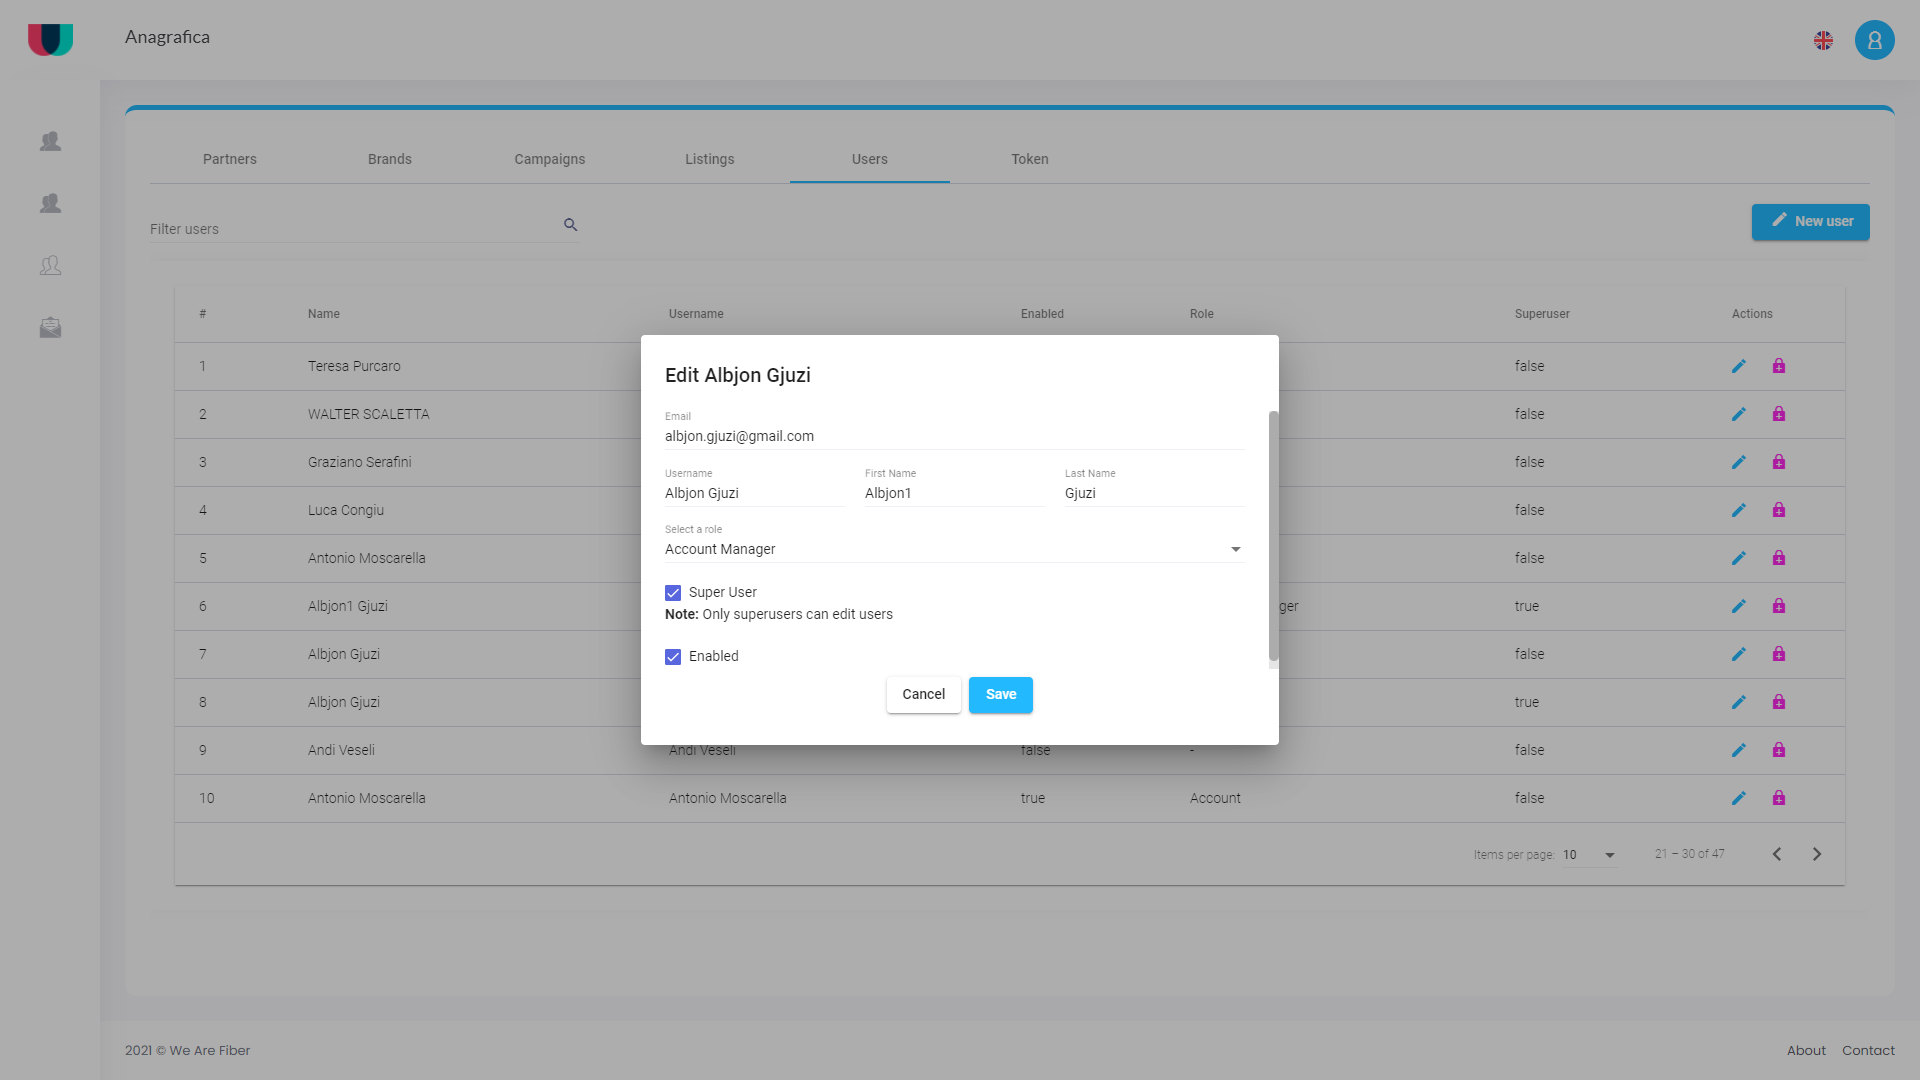 Anagrafica
Partners Brands Campaigns Listings Users Token
Filter users
New user
# Name Username Enabled Role Superuser Actions
1 Teresa Purcaro false
2 WALTER SCALETTA false
3 Graziano Serafini false
4 Luca Congiu false
5 Antonio Moscarella false
6 Albjon1 Gjuzi ger true
7 Albjon Gjuzi false
8 Albjon Gjuzi true
9 Andi Veseli Andi Veseli false - false
10 Antonio Moscarella Antonio Moscarella true Account false
Items per page: 10 21 – 30 of 47
Edit Albjon Gjuzi
Email
albjon.gjuzi@gmail.com
Username First Name Last Name
Albjon Gjuzi Albjon1 Gjuzi
Select a role
Account Manager
Super User
Note: Only superusers can edit users
Enabled
Cancel Save
2021 © We Are Fiber About Contact